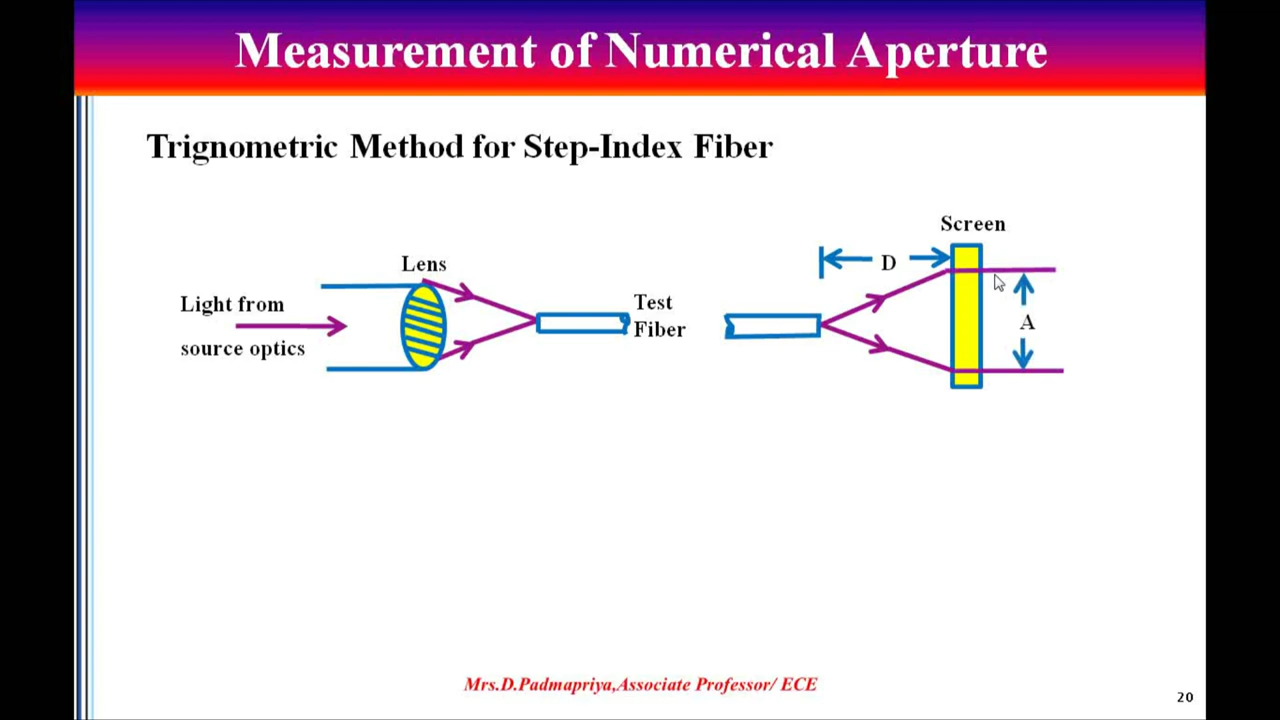 Measurement of Numerical Aperture
Trignometric Method for Step-Index Fiber
Screen
Lens
D
Light from
source optics
Test
Fiber
A
Mrs.D.Padmapriya,Associate Professor/ ECE
20